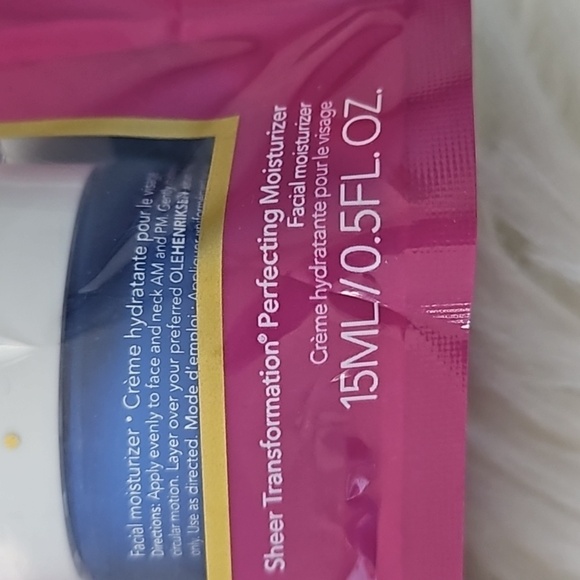 Facial moisturizer • Crème hydratante pour le visage
Directions: Apply evenly to face and neck AM and PM.
circular motion. Layer over your preferred OLEHENRIKSEN
only. Use as directed. Mode d'emploi : Appliquer
Sheer Transformation® Perfecting Moisturizer
Facial moisturizer
Crème hydratante pour le visage
15ML//0.5FL. OZ.